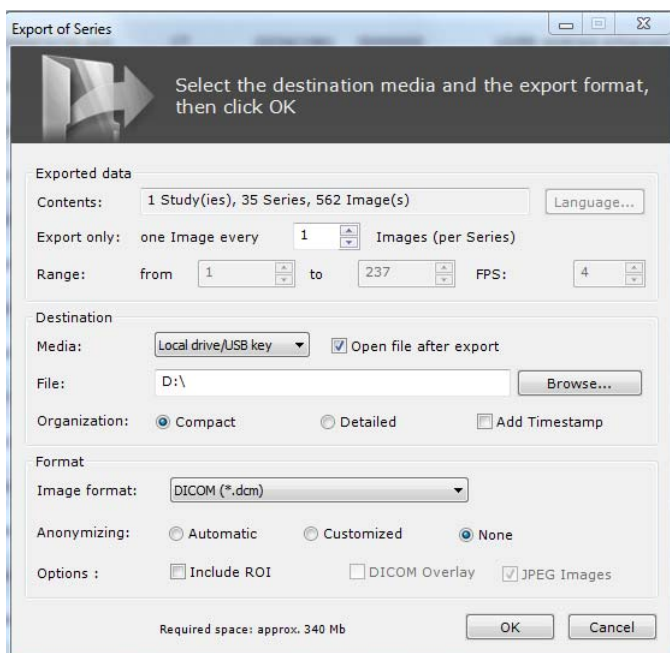 Export of Series
Select the destination media and the export format,
then click OK
Exported data
Contents: 1 Study(ies), 35 Series, 562 Image(s) Language...
Export only: one Image every 1 Images (per Series)
Range: from 1 to 237 FPS: 4
Destination
Media: Local drive/USB key Open file after export
File: D:\ Browse...
Organization: Compact Detailed Add Timestamp
Format
Image format: DICOM (*.dcm)
Anonymizing: Automatic Customized None
Options : Include ROI DICOM Overlay JPEG Images
Required space: approx. 340 Mb OK Cancel